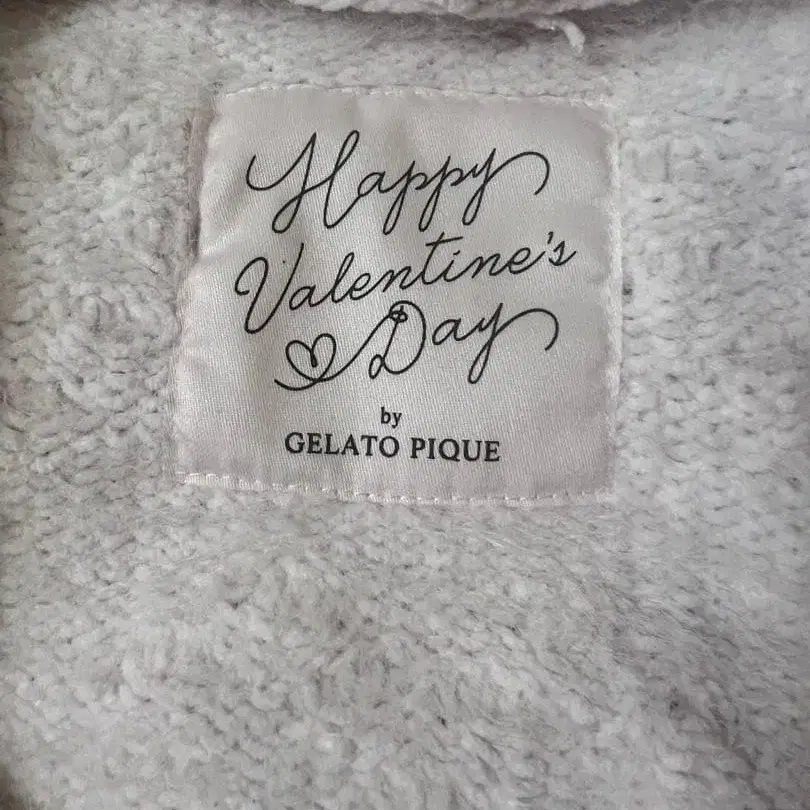 Happy
Valentine's
Day
by
GELATO PIQUE